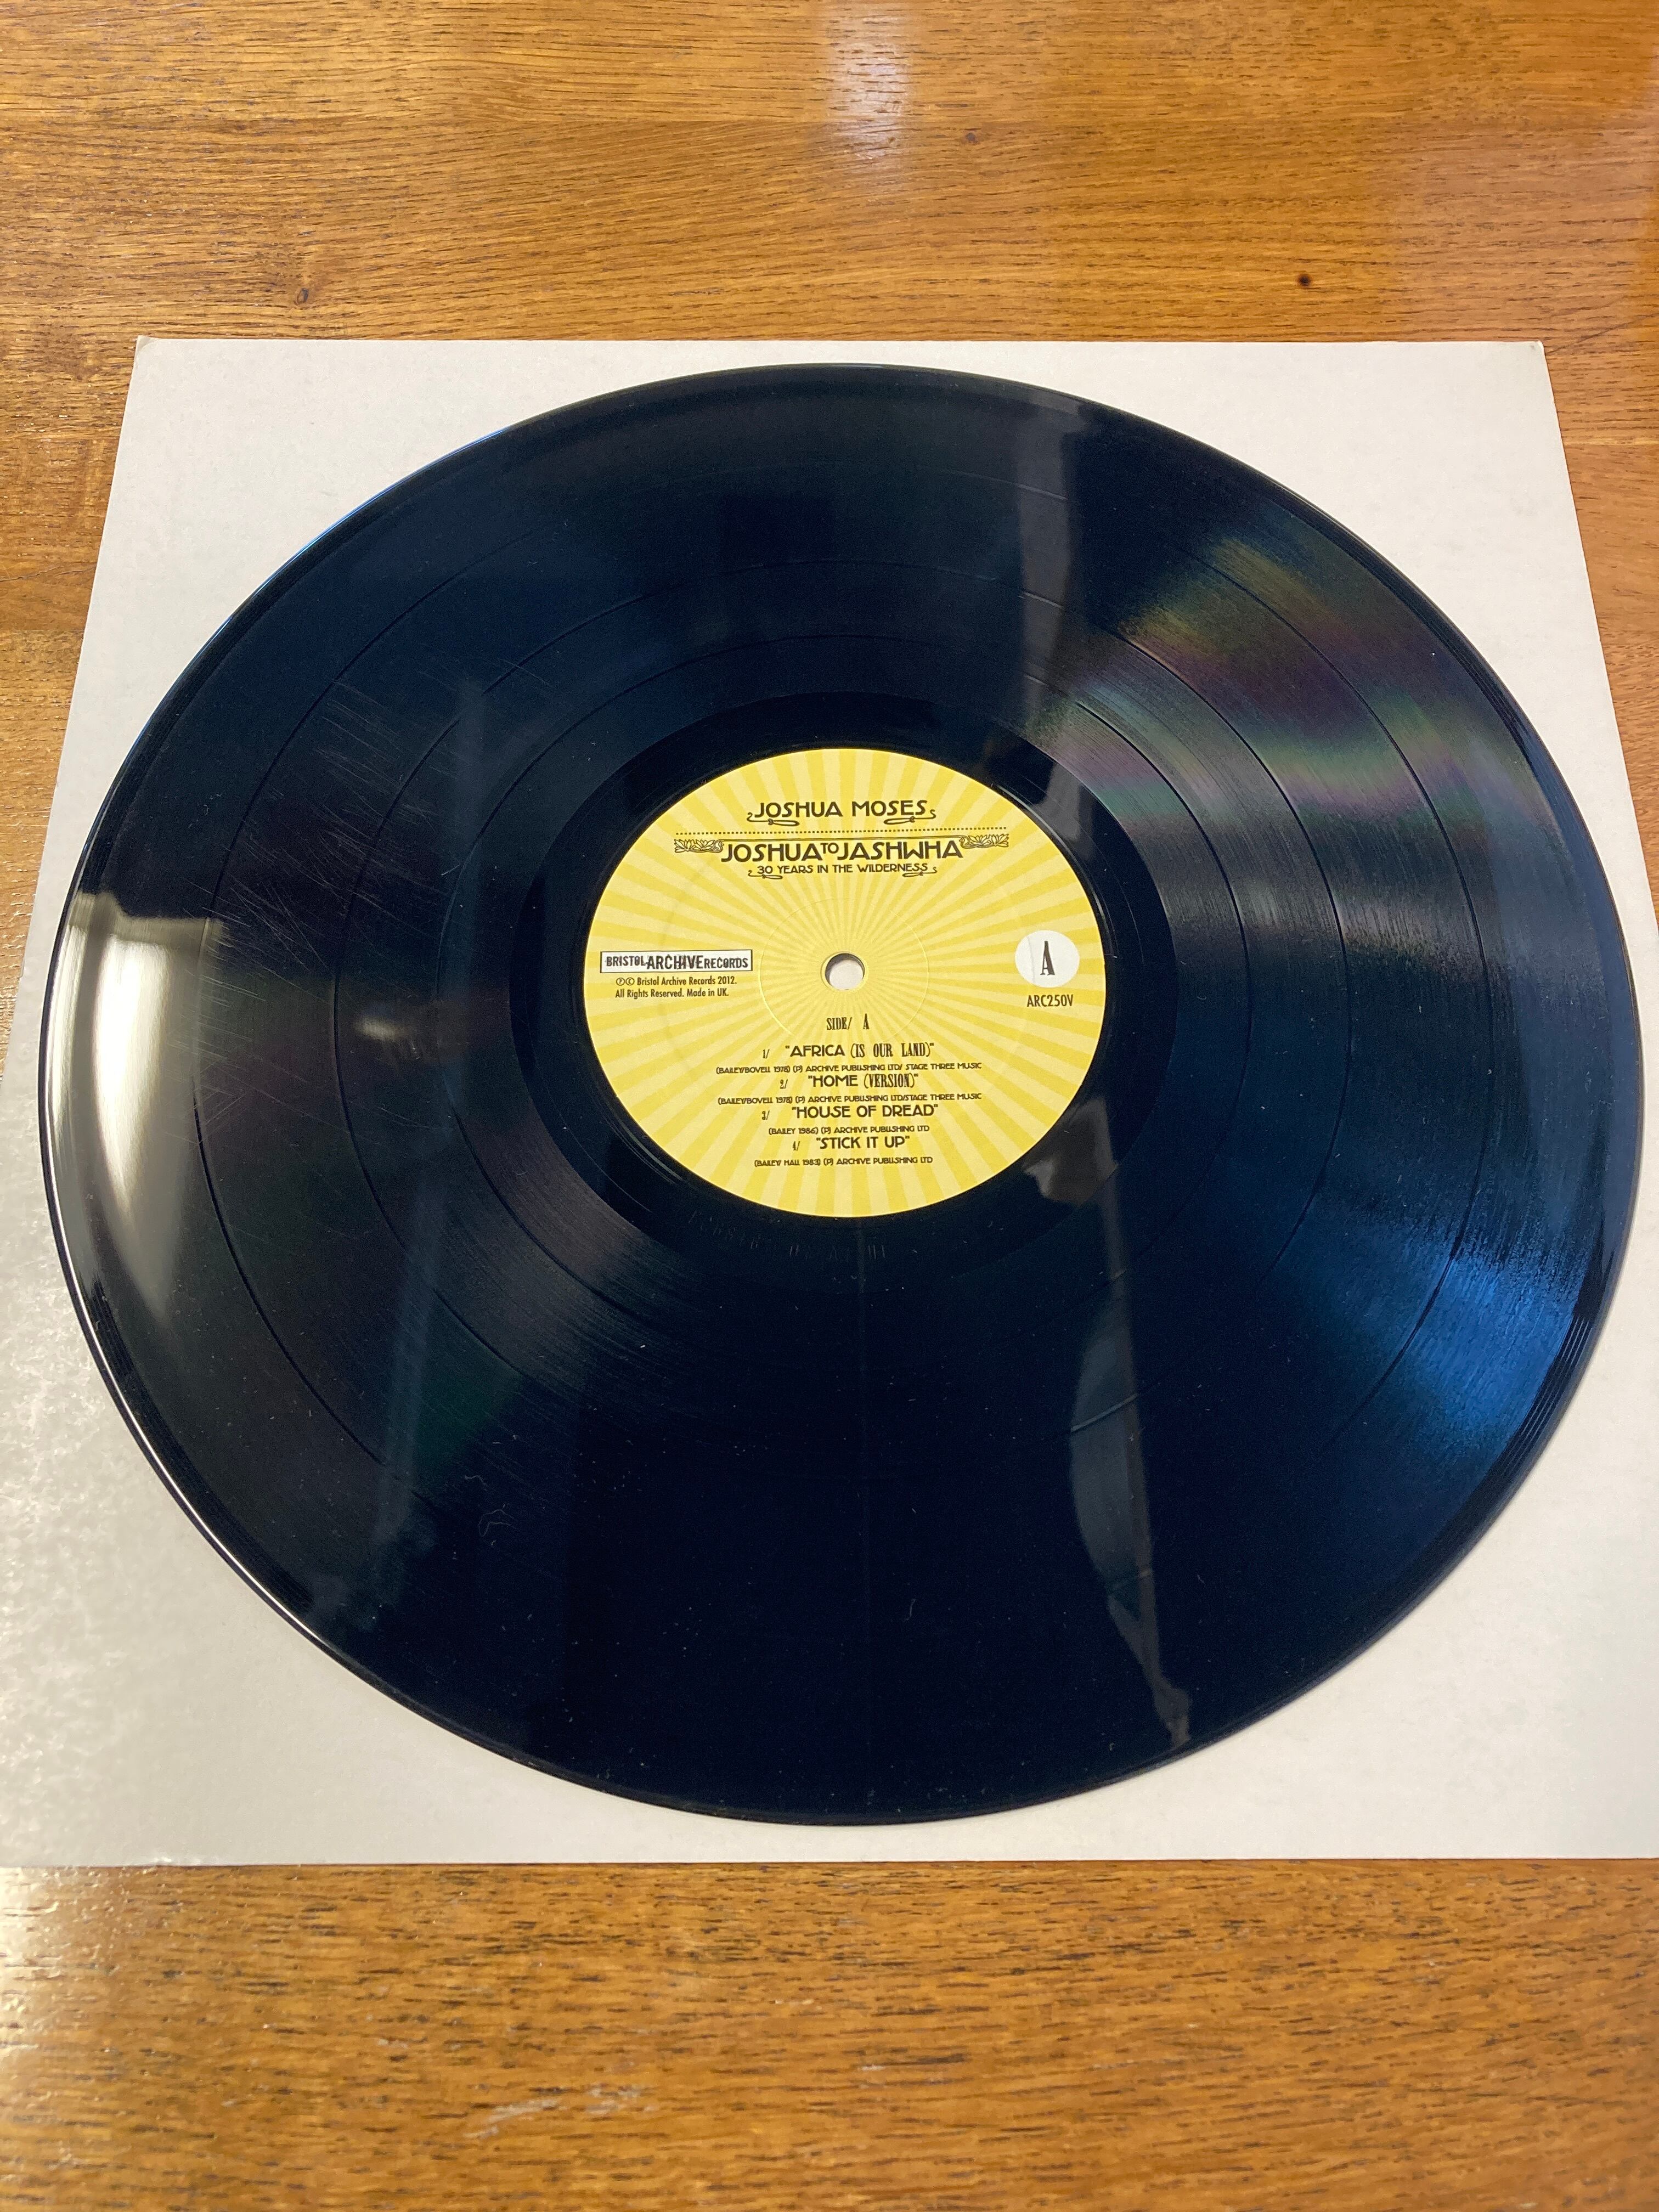 JOSHUA MOSES
JOSHUA TO JASHWHA
30 YEARS IN THE WILDERNESS
BRISTOL ARCHIVE RECORDS
℗© Bristol Archive Records 2012.
All Rights Reserved. Made in UK.
A
ARC250V
SIDE/ A
1/ "AFRICA (IS OUR LAND)"
(BAILEY/BOVELL 1978) (P) ARCHIVE PUBLISHING LTD/ STAGE THREE MUSIC
2/ "HOME (VERSION)"
(BAILEY/BOVELL 1978) (P) ARCHIVE PUBLISHING LTD/STAGE THREE MUSIC
3/ "HOUSE OF DREAD"
(BAILEY 1986) (P) ARCHIVE PUBLISHING LTD
4/ "STICK IT UP"
(BAILEY/ HALL 1983) (P) ARCHIVE PUBLISHING LTD